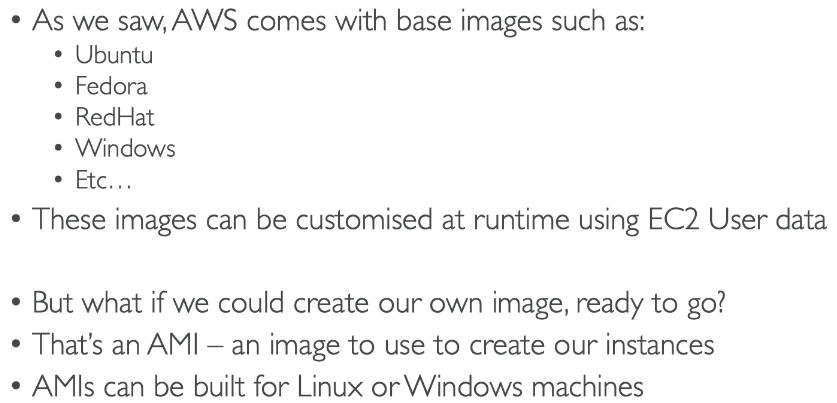 • As we saw, AWS comes with base images such as:
• Ubuntu
• Fedora
• RedHat
• Windows
• Etc…
• These images can be customised at runtime using EC2 User data
• But what if we could create our own image, ready to go?
• That's an AMI – an image to use to create our instances
• AMIs can be built for Linux or Windows machines